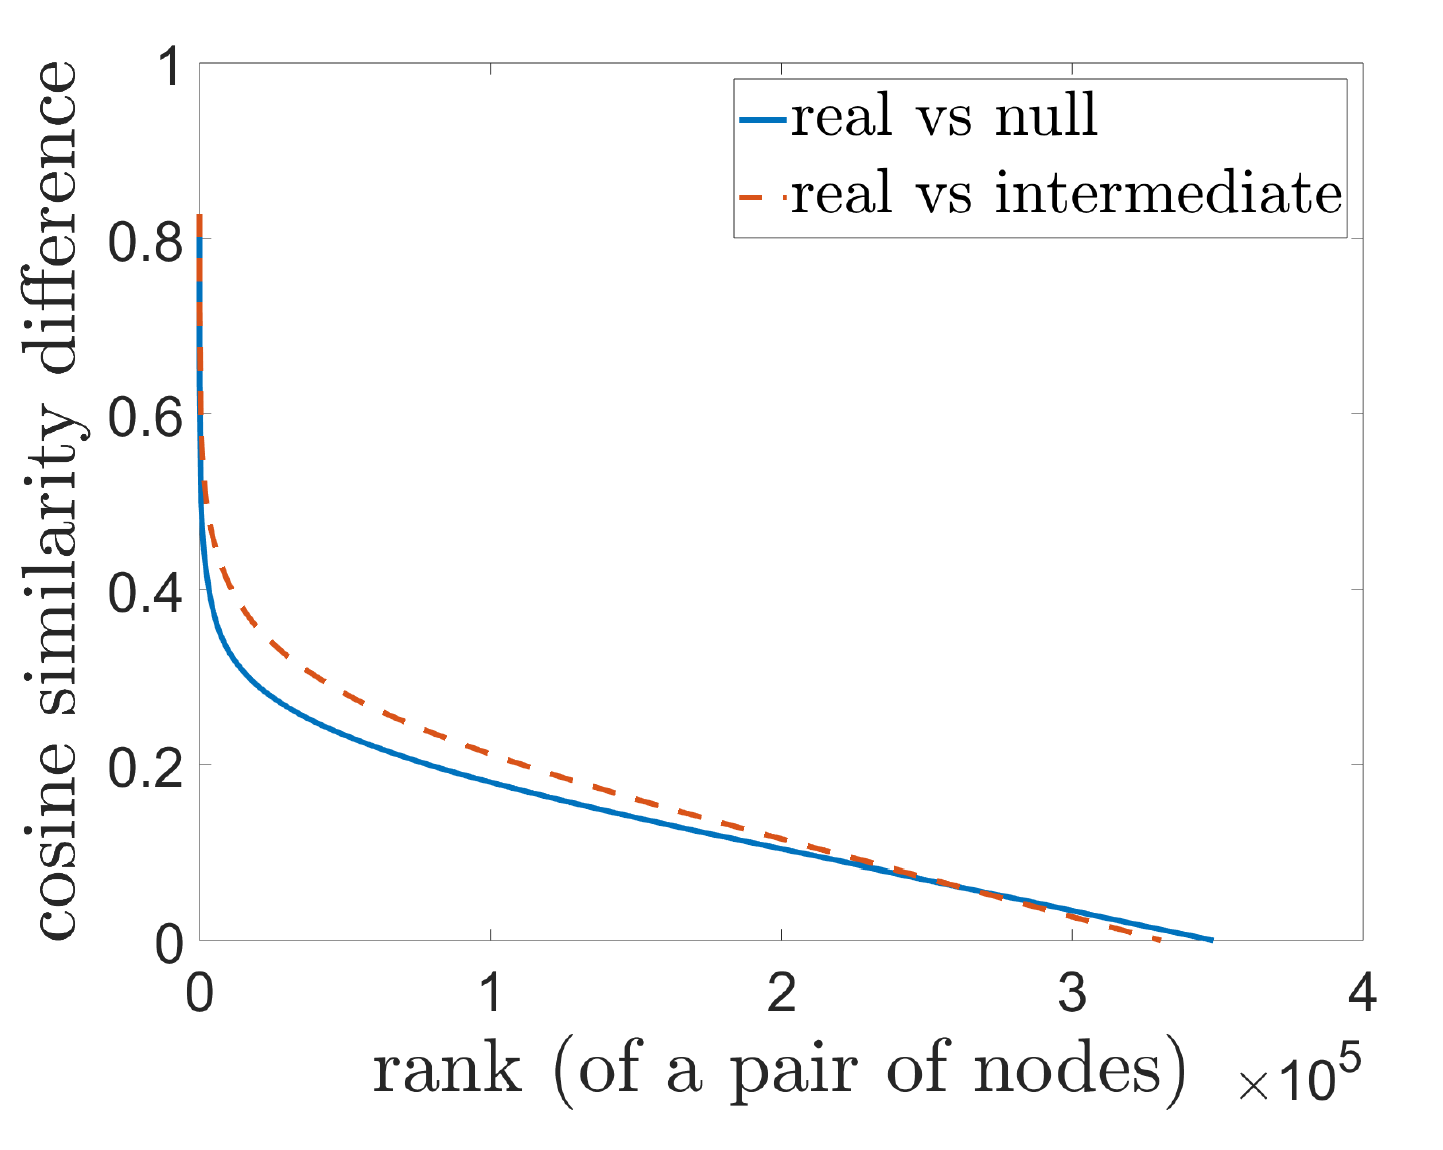 1
0.8
0.6
0.4
0.2
0
cosine similarity difference
real vs null
real vs intermediate
0 1 2 3 4
rank (of a pair of nodes)
×10^5